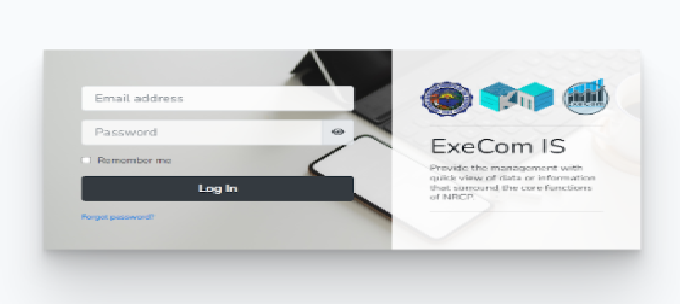 Email address
Password
Remember me
Log In
Forgot password?
ExeCom
ExeCom IS
Provide the management with
quick view of data or information
that surround the core functions
of NRCP.